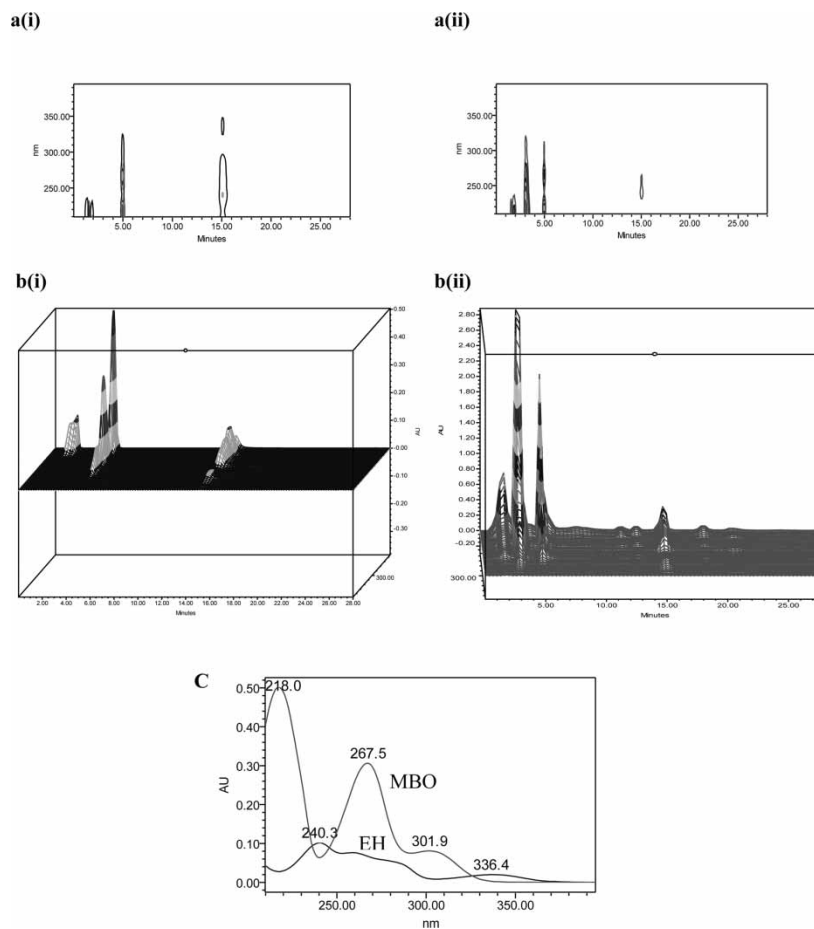 a(i)
a(ii)
350.00
300.00
250.00
nm
5.00 10.00 15.00 20.00 25.00
Minutes
350.00
300.00
250.00
nm
5.00 10.00 15.00 20.00 25.00
Minutes
b(i)
b(ii)
0.50
0.40
0.30
0.20
0.10
0.00
-0.10
-0.20
-0.30
AU
300.00
2.00 4.00 6.00 8.00 10.00 12.00 14.00 16.00 18.00 20.00 22.00 24.00 26.00 28.00
Minutes
2.80
2.60
2.40
2.20
2.00
1.80
1.60
1.40
1.20
1.00
0.80
0.60
0.40
0.20
0.00
-0.20
AU
300.00
5.00 10.00 15.00 20.00 25.00
Minutes
C
0.50
0.40
0.30
0.20
0.10
0.00
AU
218.0
267.5
MBO
240.3
EH
301.9
336.4
250.00 300.00 350.00
nm